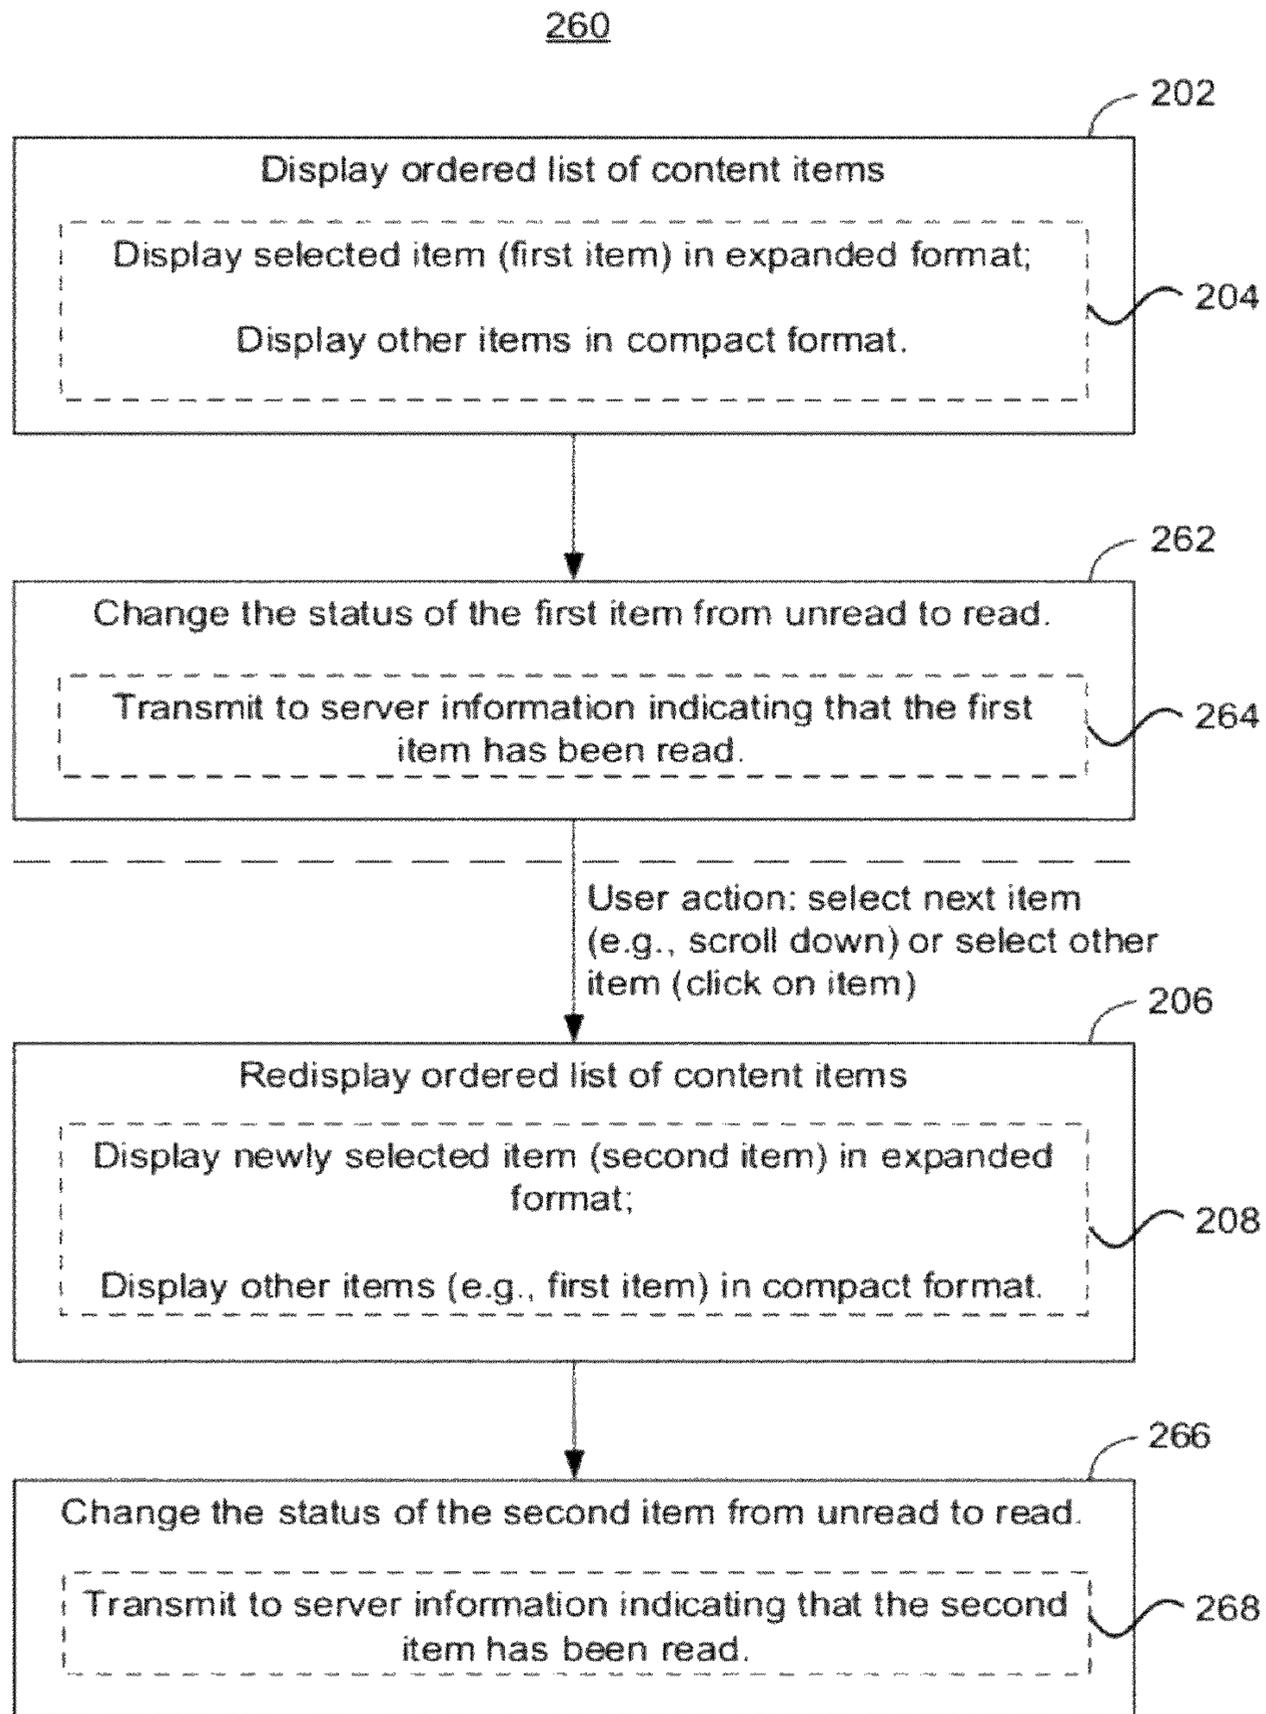 260
202
Display ordered list of content items
Display selected item (first item) in expanded format;
204
Display other items in compact format.
262
Change the status of the first item from unread to read.
Transmit to server information indicating that the first
264
item has been read.
User action: select next item
(e.g., scroll down) or select other
item (click on item)
206
Redisplay ordered list of content items
Display newly selected item (second item) in expanded
format;
208
Display other items (e.g., first item) in compact format.
266
Change the status of the second item from unread to read.
Transmit to server information indicating that the second
268
item has been read.